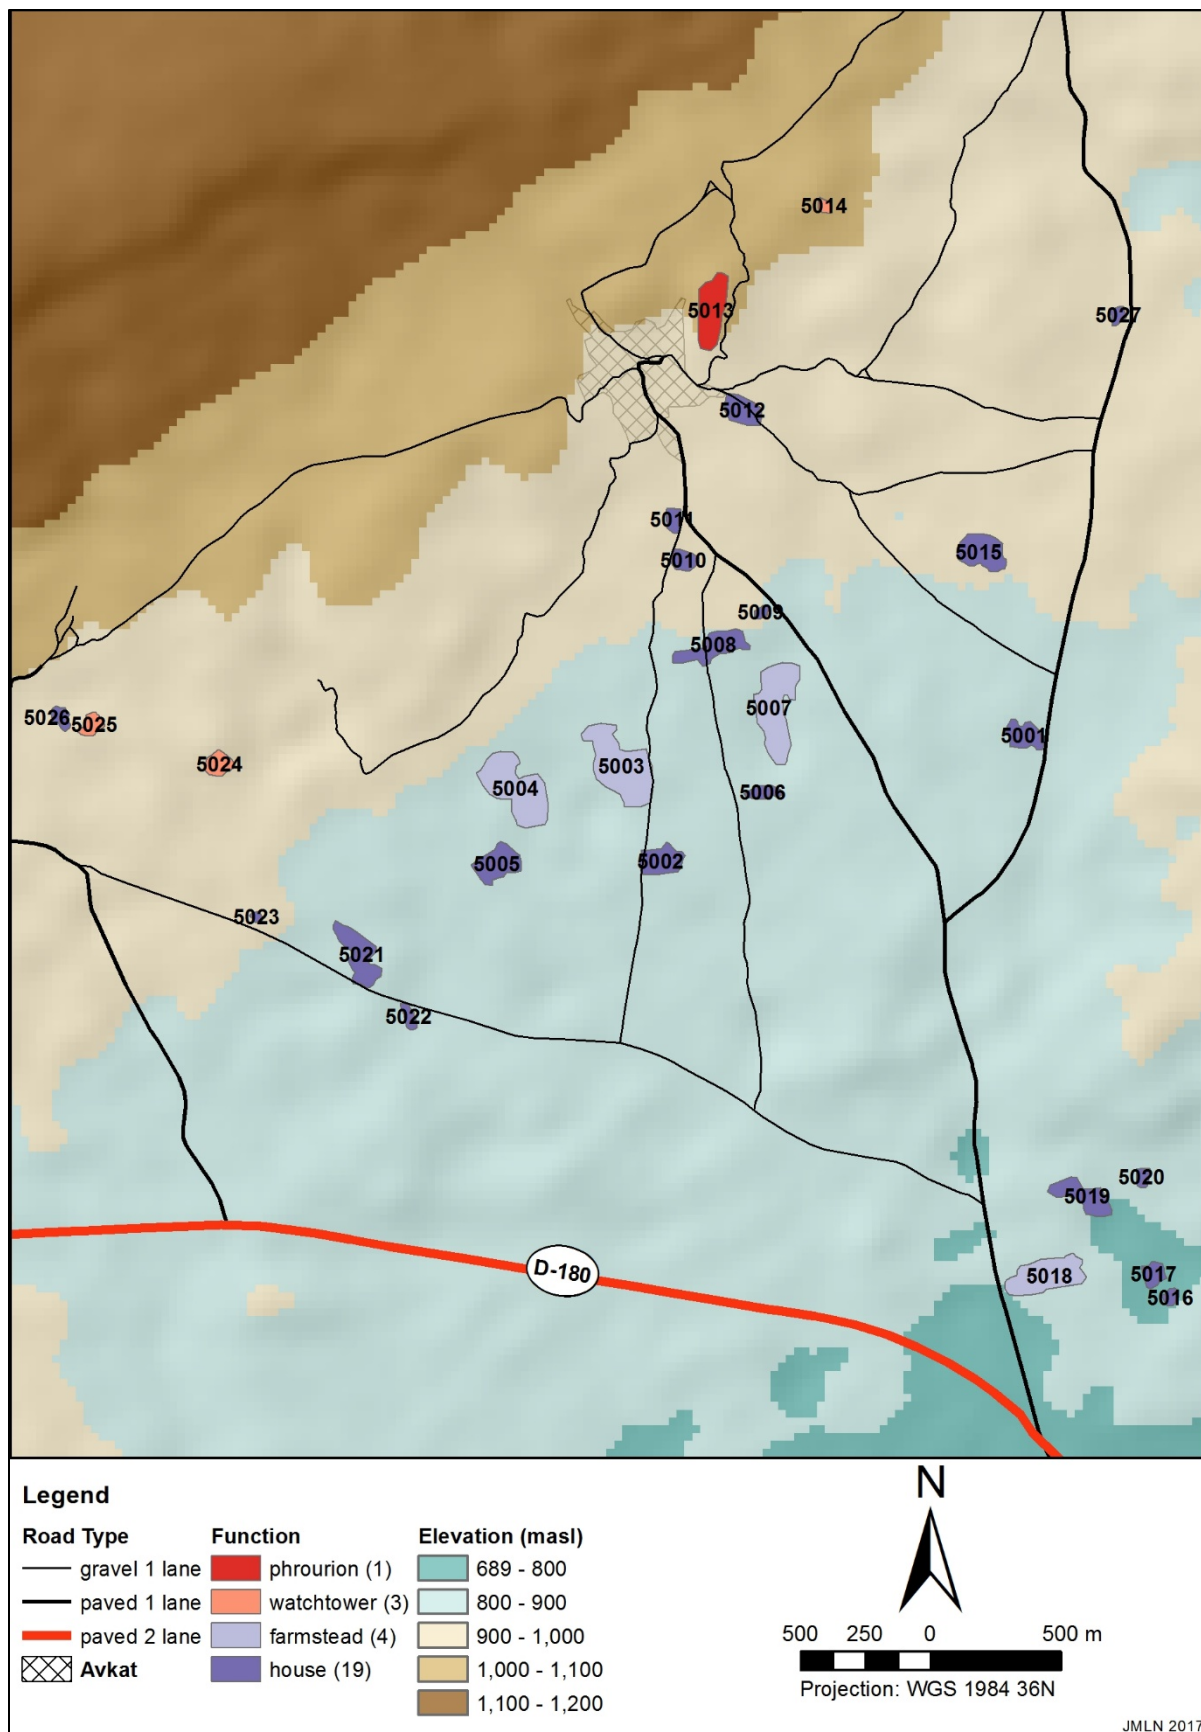 5014
5013
5027
5012
5011
5010
5015
5009
5008
5007
5026
5025
5024
5001
5003
5004
5006
5005
5002
5023
5021
5022
5020
5019
5018
5017
5016
D-180
Legend
Road Type
gravel 1 lane
paved 1 lane
paved 2 lane
Avkat
Function
phrourion (1)
watchtower (3)
farmstead (4)
house (19)
Elevation (masl)
689 - 800
800 - 900
900 - 1,000
1,000 - 1,100
1,100 - 1,200
N
500 250 0 500 m
Projection: WGS 1984 36N
JMLN 2017